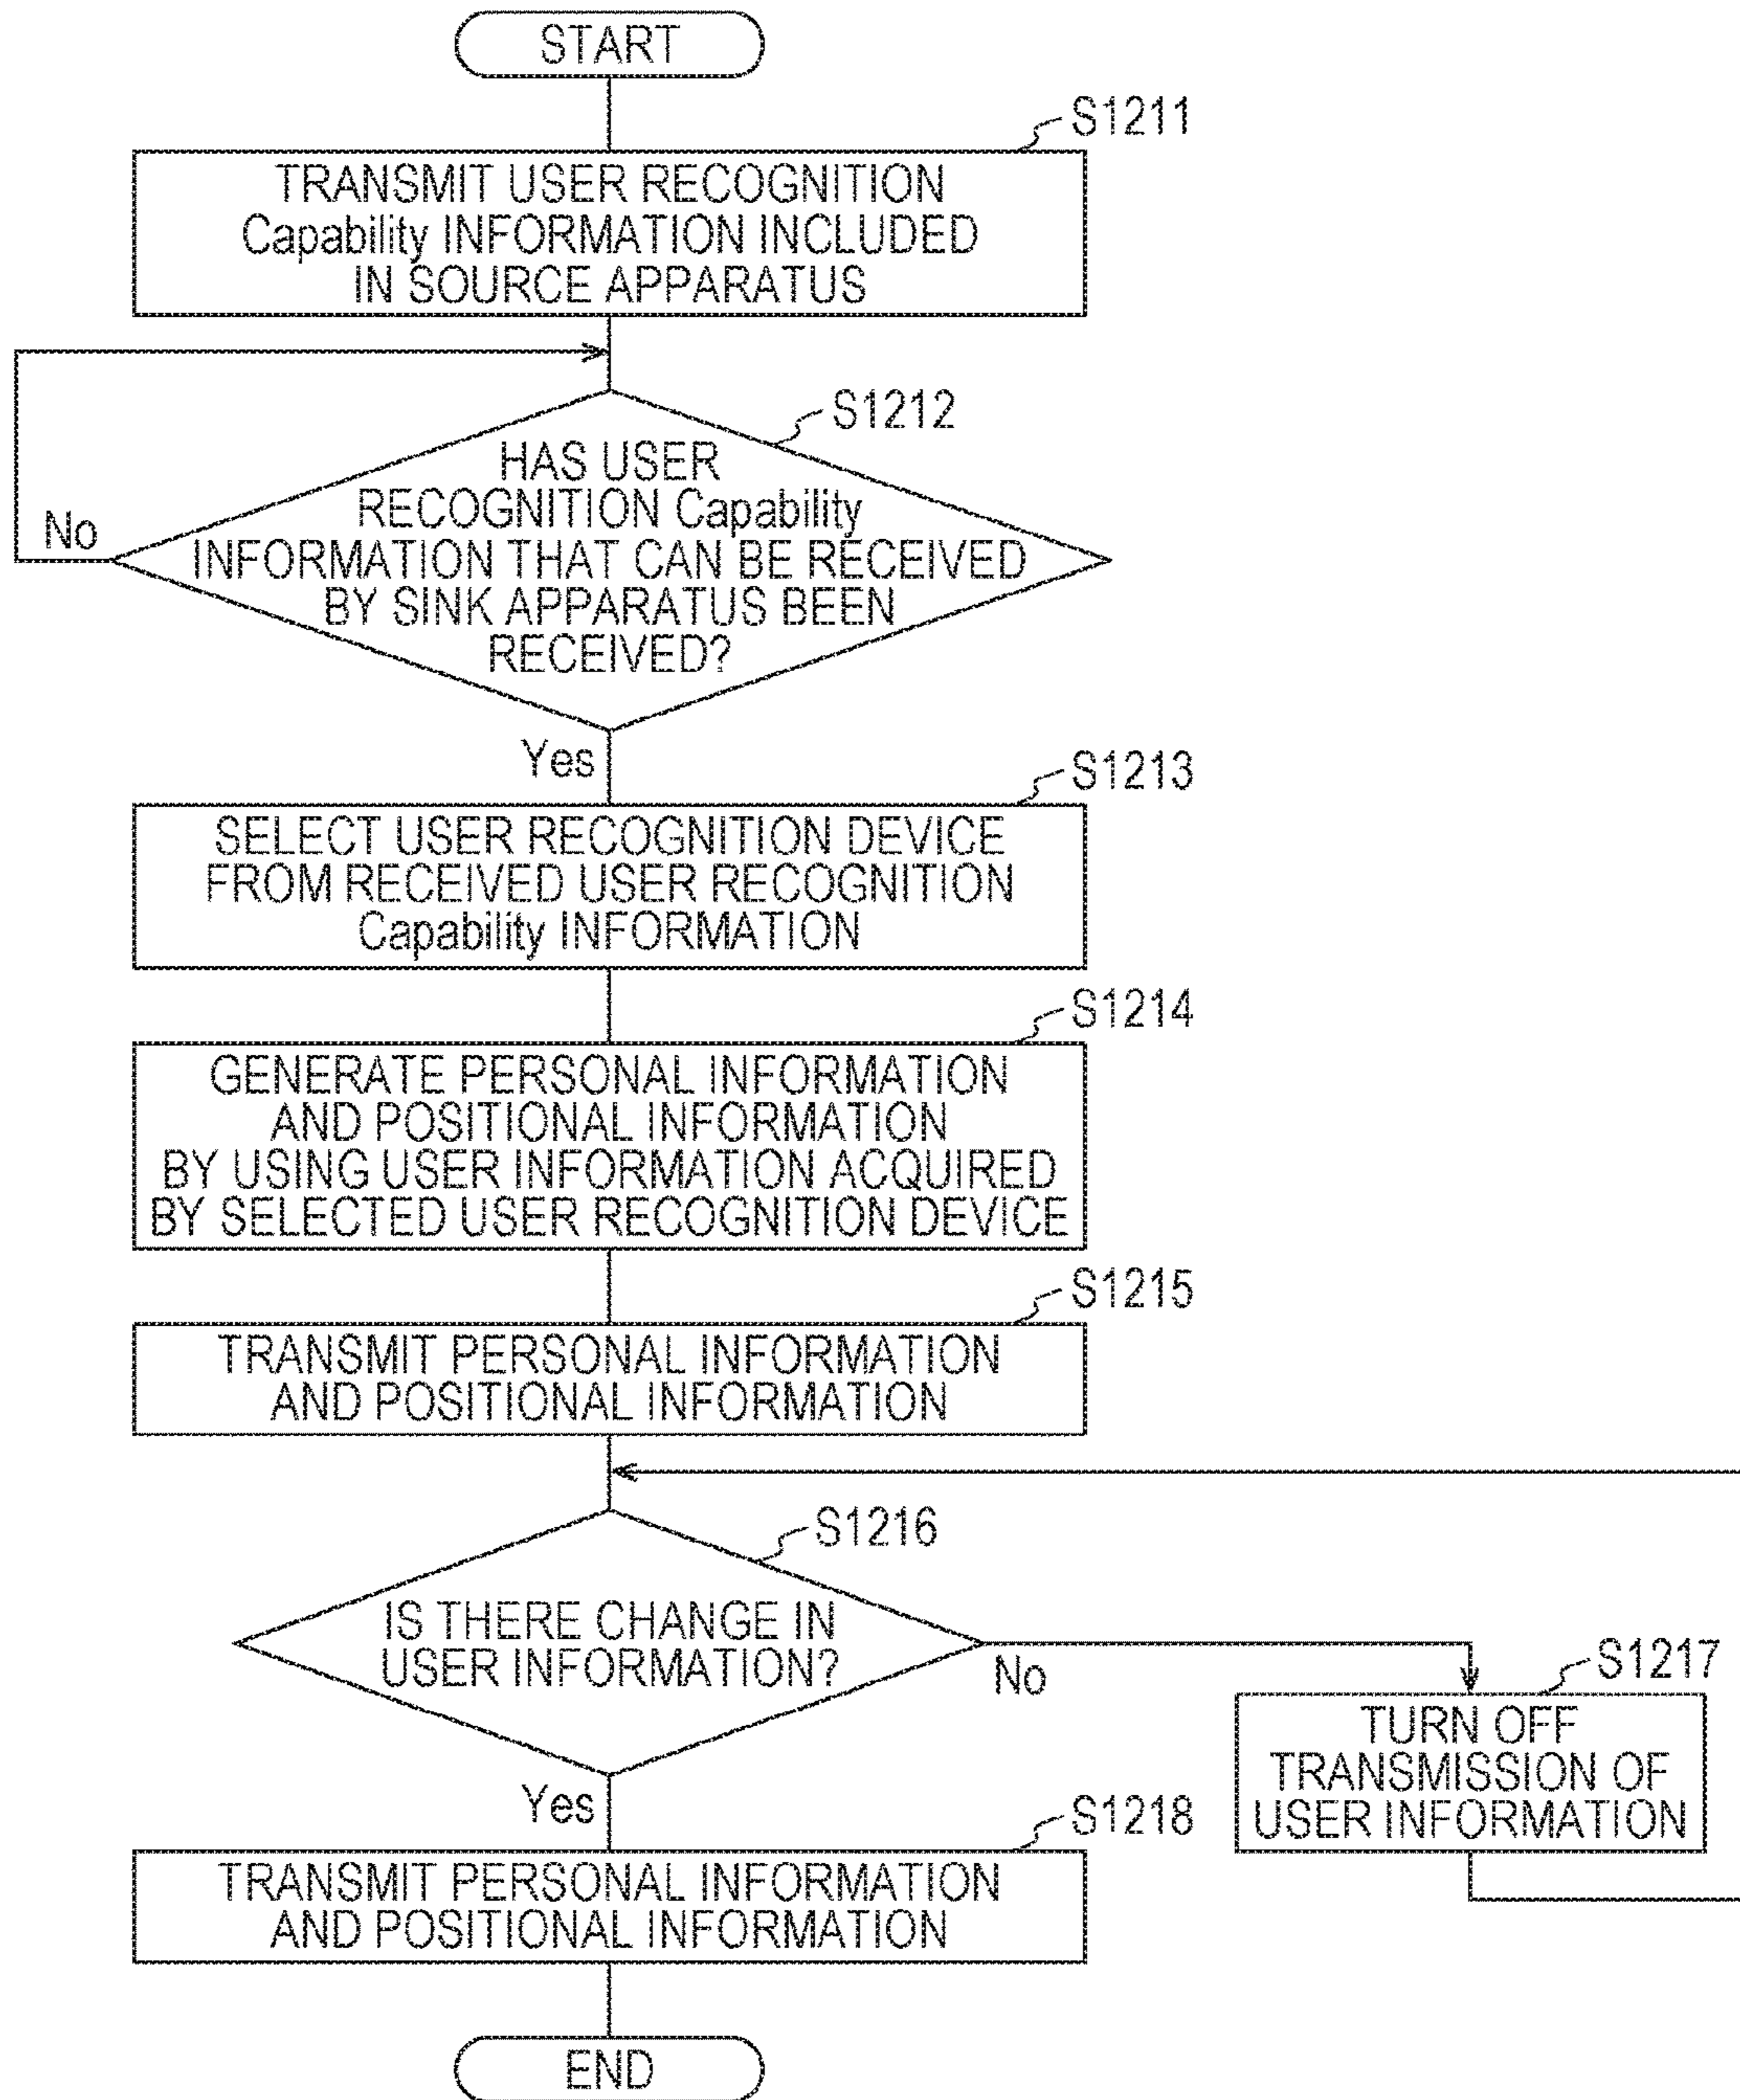 START
S1211
TRANSMIT USER RECOGNITION
Capability INFORMATION INCLUDED
IN SOURCE APPARATUS
S1212
HAS USER
RECOGNITION Capability
INFORMATION THAT CAN BE RECEIVED
BY SINK APPARATUS BEEN
RECEIVED?
No
Yes
S1213
SELECT USER RECOGNITION DEVICE
FROM RECEIVED USER RECOGNITION
Capability INFORMATION
S1214
GENERATE PERSONAL INFORMATION
AND POSITIONAL INFORMATION
BY USING USER INFORMATION ACQUIRED
BY SELECTED USER RECOGNITION DEVICE
S1215
TRANSMIT PERSONAL INFORMATION
AND POSITIONAL INFORMATION
S1216
IS THERE CHANGE IN
USER INFORMATION?
No
S1217
TURN OFF
TRANSMISSION OF
USER INFORMATION
Yes
S1218
TRANSMIT PERSONAL INFORMATION
AND POSITIONAL INFORMATION
END